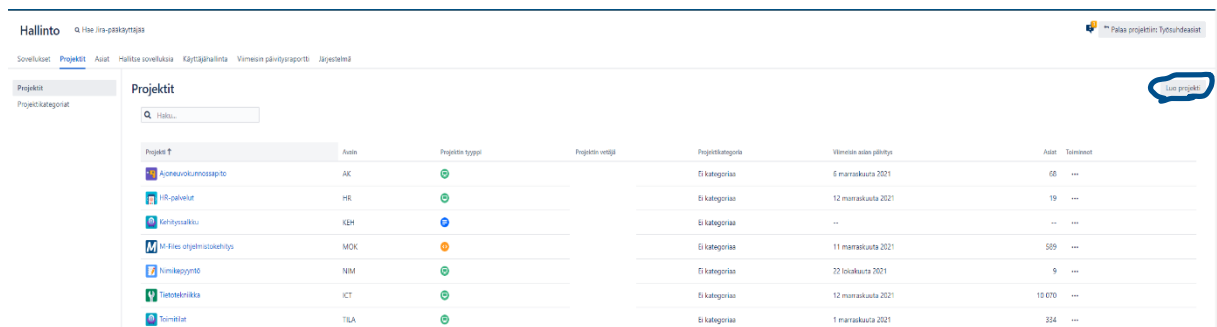 Hallinto Hae Jira-pääkäyttäjää Palaa projektiin: Työsuhdeasiat
Sovellukset Projektit Asiat Hallitse sovelluksia Käyttäjänhallinta Viimeisin päivitysraportti Järjestelmä
Projektit
Projektikategoriat
Projektit Luo projekti
Haku...
Projekti ↑ Avain Projektin tyyppi Projektin vetäjä Projektikategoria Viimeisin asian päivitys Asiat Toiminnot
Ajoneuvokunnossapito AK Ei kategoriaa 6 marraskuuta 2021 68 ...
HR-palvelut HR Ei kategoriaa 12 marraskuuta 2021 19 ...
Kehityssalkku KEH Ei kategoriaa -- -- ...
M-Files ohjelmistokehitys MOK Ei kategoriaa 11 marraskuuta 2021 589 ...
Nimikepyyntö NIM Ei kategoriaa 22 lokakuuta 2021 9 ...
Tietotekniikka ICT Ei kategoriaa 12 marraskuuta 2021 10 070 ...
Toimitilat TILA Ei kategoriaa 1 marraskuuta 2021 334 ...